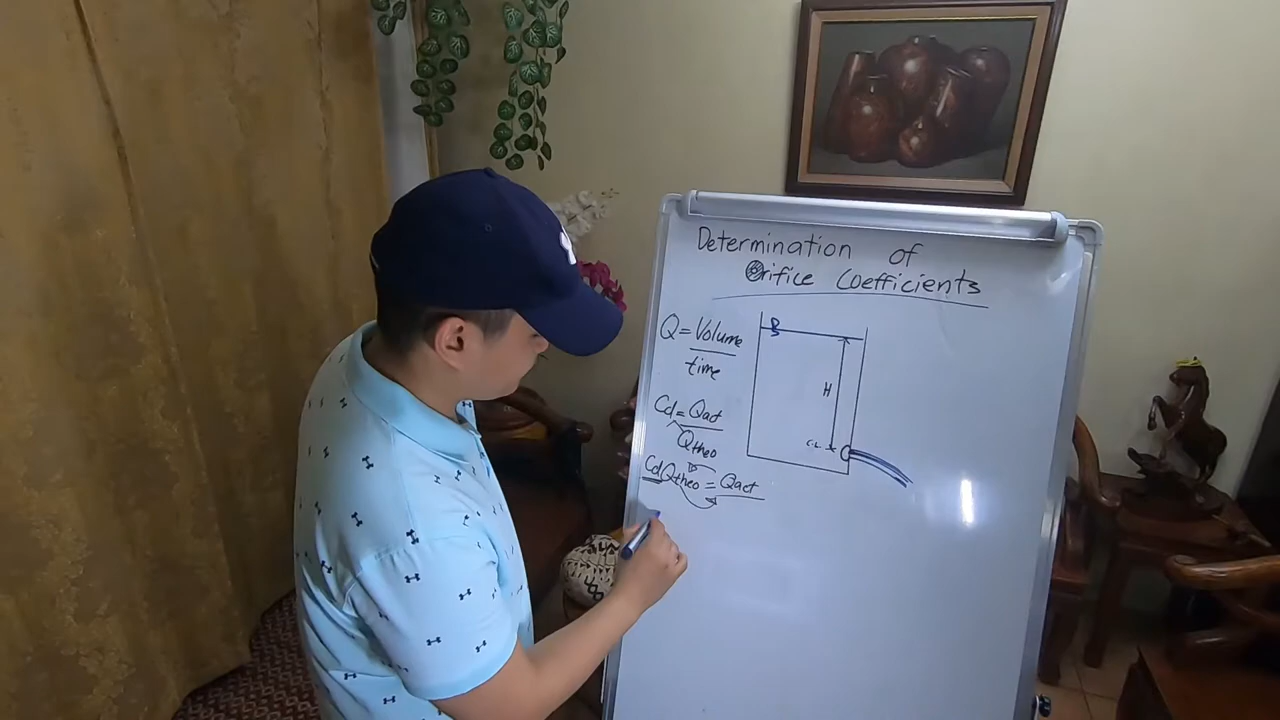 Determination of
Orifice Coefficients
Q = Volume
time
Cd = Qact
Qtheo
CdQtheo = Qact
H
C.L.